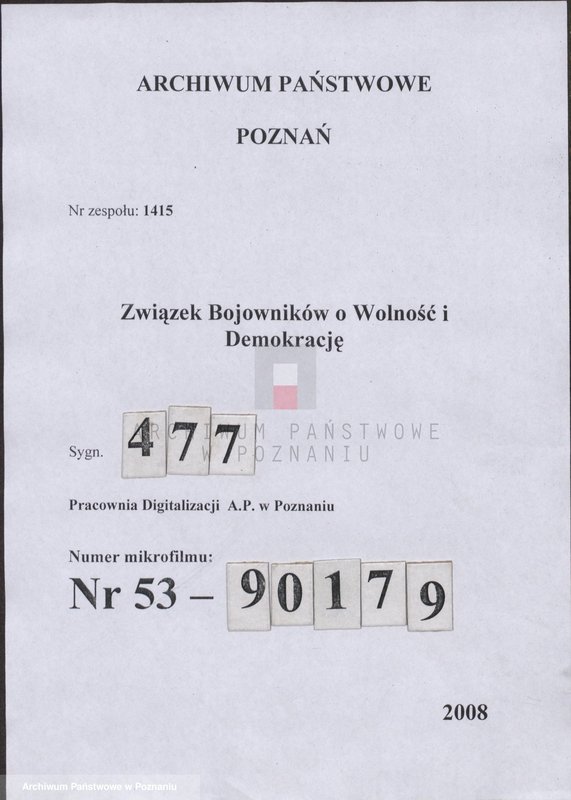 ARCHIWUM PAŃSTWOWE
POZNAŃ
Nr zespołu: 1415
Związek Bojowników o Wolność i
Demokrację
ARCHIWUM PAŃSTWOWE
W POZNANIU
Sygn. 477
Pracownia Digitalizacji A.P. w Poznaniu
Numer mikrofilmu:
Nr 53 – 90179
2008
Archiwum Państwowe w Poznaniu